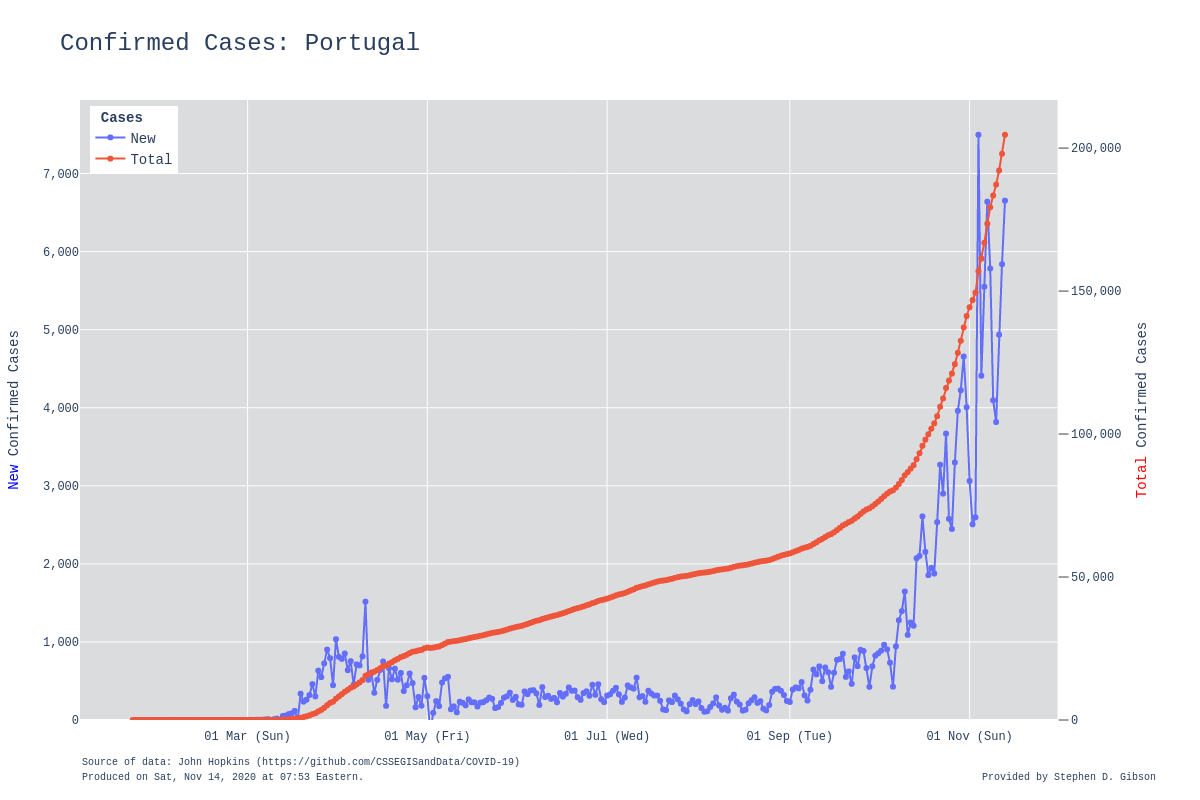 Confirmed Cases: Portugal
Cases
New
Total
7,000
6,000
5,000
4,000
3,000
2,000
1,000
0
New Confirmed Cases
200,000
150,000
100,000
50,000
0
Total Confirmed Cases
01 Mar (Sun)
01 May (Fri)
01 Jul (Wed)
01 Sep (Tue)
01 Nov (Sun)
Source of data: John Hopkins (https://github.com/CSSEGISandData/COVID-19)
Produced on Sat, Nov 14, 2020 at 07:53 Eastern.
Provided by Stephen D. Gibson